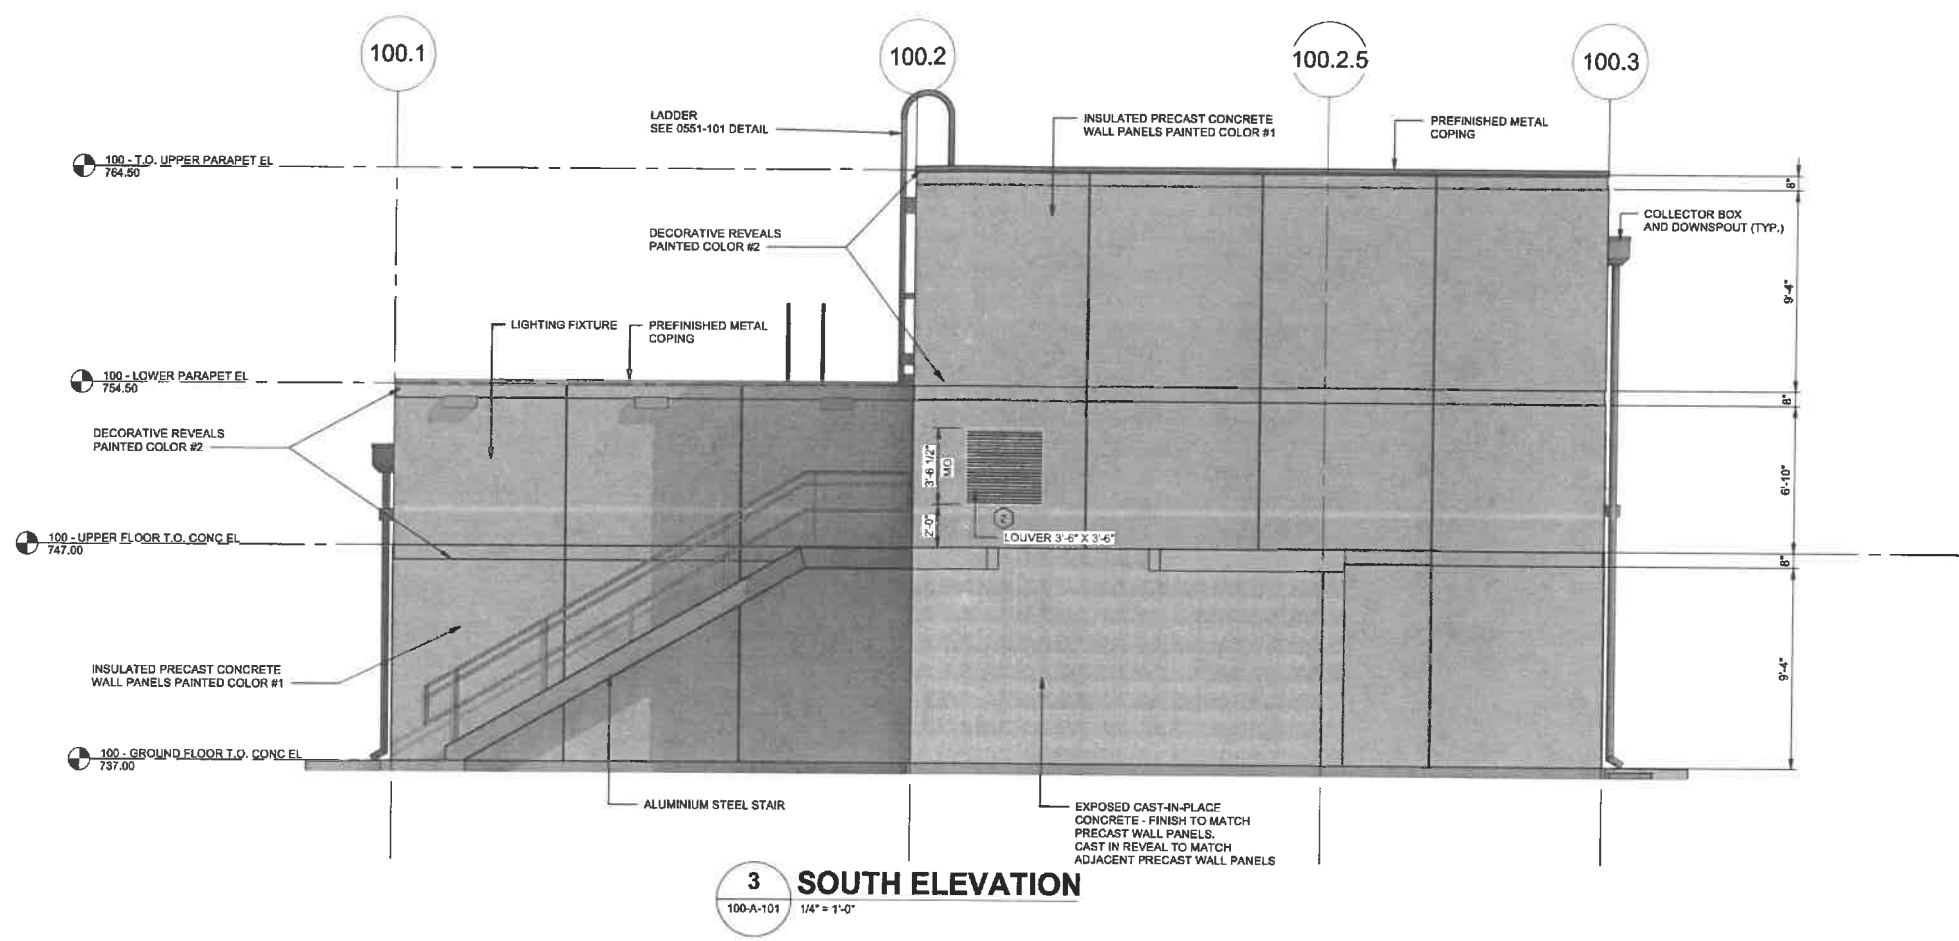 100.1
100.2
100.2.5
100.3
LADDER
SEE 0551-101 DETAIL
INSULATED PRECAST CONCRETE
WALL PANELS PAINTED COLOR #1
PREFINISHED METAL
COPING
100 - T.O. UPPER PARAPET EL
764.50
8"
COLLECTOR BOX
AND DOWNSPOUT (TYP.)
DECORATIVE REVEALS
PAINTED COLOR #2
9'-4"
LIGHTING FIXTURE
PREFINISHED METAL
COPING
100 - LOWER PARAPET EL
754.50
8"
DECORATIVE REVEALS
PAINTED COLOR #2
3'-6 1/2"
MO
6'-10"
2'-0"
LOUVER 3'-6" X 3'-6"
100 - UPPER FLOOR T.O. CONC EL
747.00
8"
INSULATED PRECAST CONCRETE
WALL PANELS PAINTED COLOR #1
9'-4"
100 - GROUND FLOOR T.O. CONC EL
737.00
ALUMINIUM STEEL STAIR
EXPOSED CAST-IN-PLACE
CONCRETE - FINISH TO MATCH
PRECAST WALL PANELS.
CAST IN REVEAL TO MATCH
ADJACENT PRECAST WALL PANELS
3
100-A-101
SOUTH ELEVATION
1/4" = 1'-0"